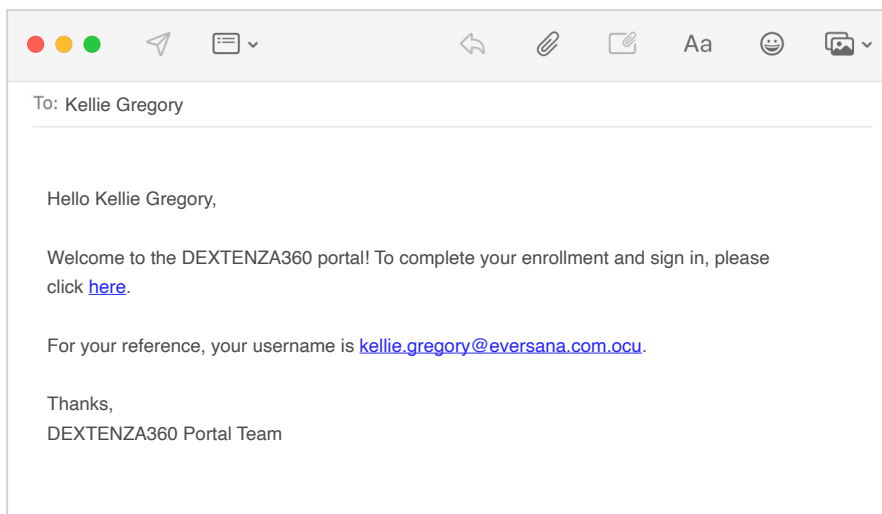 Aa
To: Kellie Gregory
Hello Kellie Gregory,
Welcome to the DEXTENZA360 portal! To complete your enrollment and sign in, please
click here.
For your reference, your username is kellie.gregory@eversana.com.ocu.
Thanks,
DEXTENZA360 Portal Team